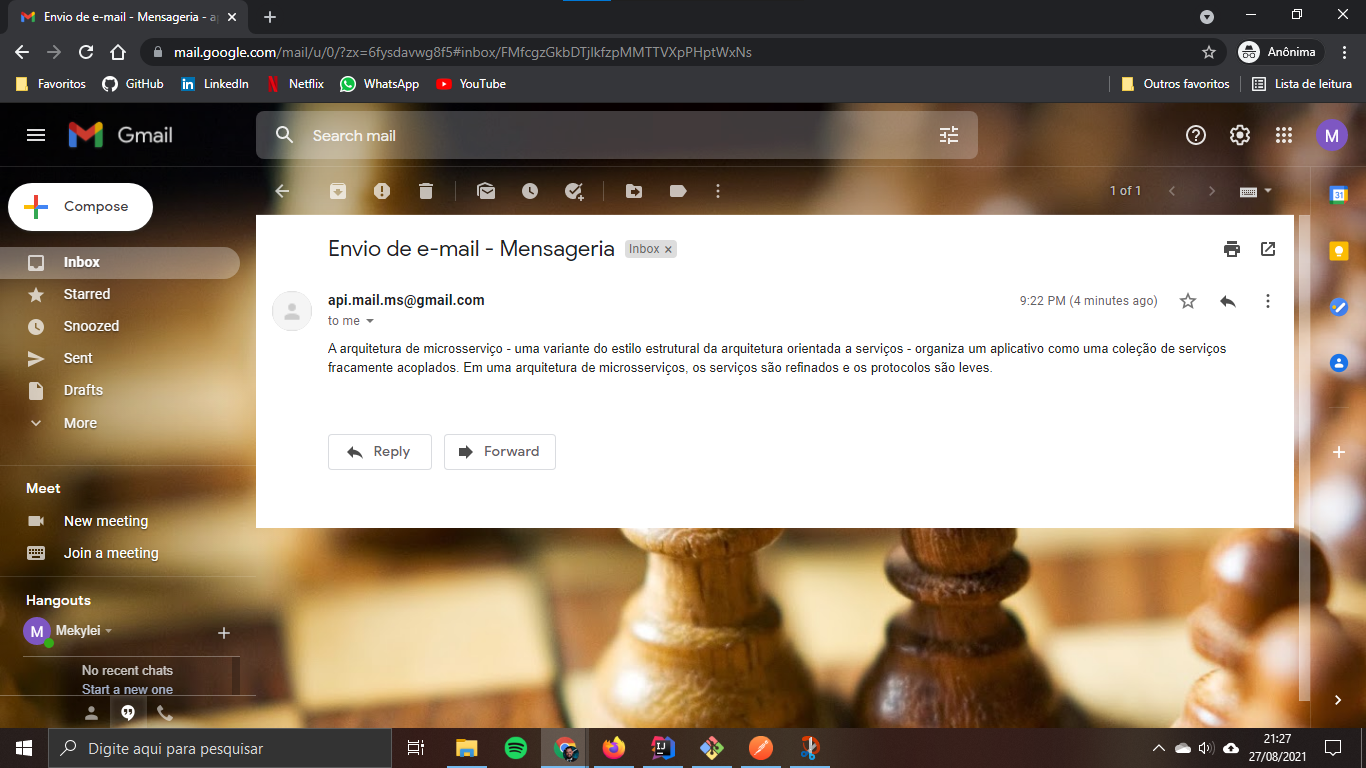 Envio de e-mail - Mensageria - a
mail.google.com/mail/u/0/?zx=6fysdavwg8f5#inbox/FMfcgzGkbDTjlkfzpMMTTVXpPHptWxNs
Anônima
Favoritos
GitHub
LinkedIn
Netflix
WhatsApp
YouTube
Outros favoritos
Lista de leitura
Gmail
Search mail
M
Compose
1 of 1
31
Inbox
Starred
Snoozed
Sent
Drafts
More
Envio de e-mail - Mensageria
Inbox ×
api.mail.ms@gmail.com
9:22 PM (4 minutes ago)
to me
A arquitetura de microsserviço - uma variante do estilo estrutural da arquitetura orientada a serviços - organiza um aplicativo como uma coleção de serviços
fracamente acoplados. Em uma arquitetura de microsserviços, os serviços são refinados e os protocolos são leves.
Reply
Forward
Meet
New meeting
Join a meeting
Hangouts
M
Mekylei
No recent chats
Start a new one
Digite aqui para pesquisar
IJ
21:27
27/08/2021